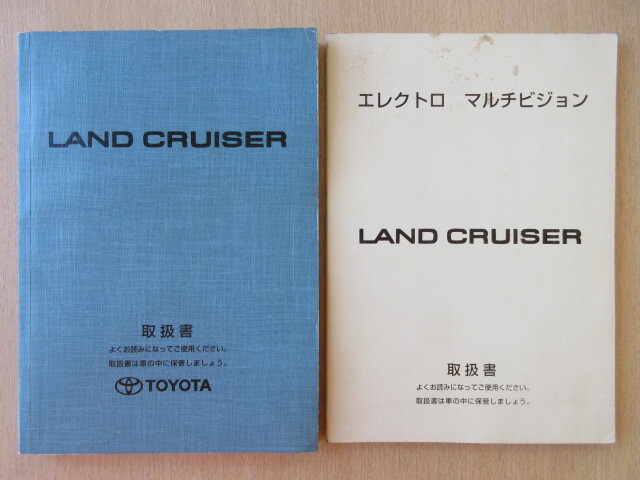 LAND CRUISER
取扱書
よくお読みになってご使用ください。
取扱書は車の中に保管しましょう。
TOYOTA
エレクトロ マルチビジョン
LAND CRUISER
取扱書
よくお読みになってご使用ください。
取扱書は車の中に保管しましょう。